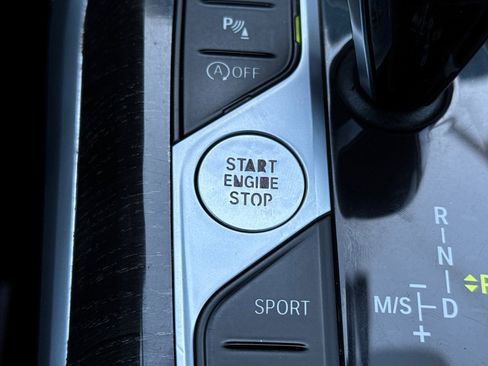 P
A OFF
START
ENGINE
STOP
SPORT
R
N
M/S
D
P